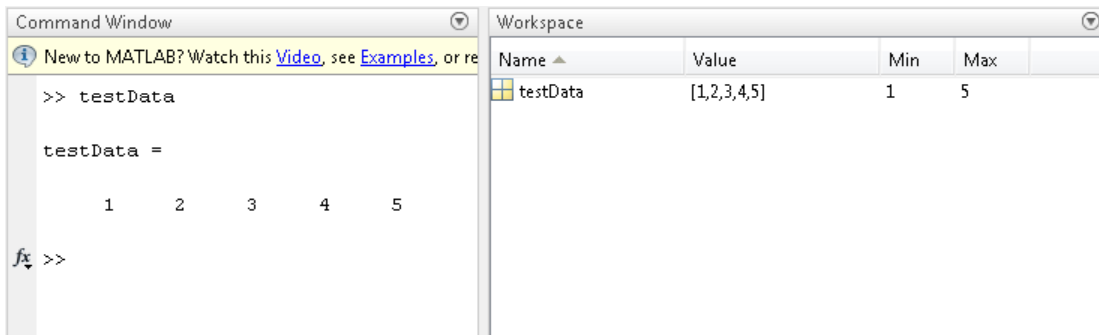 Command Window
New to MATLAB? Watch this Video, see Examples, or re
>> testData
testData =
1 2 3 4 5
fx >>
Workspace
Name Value Min Max
testData [1,2,3,4,5] 1 5